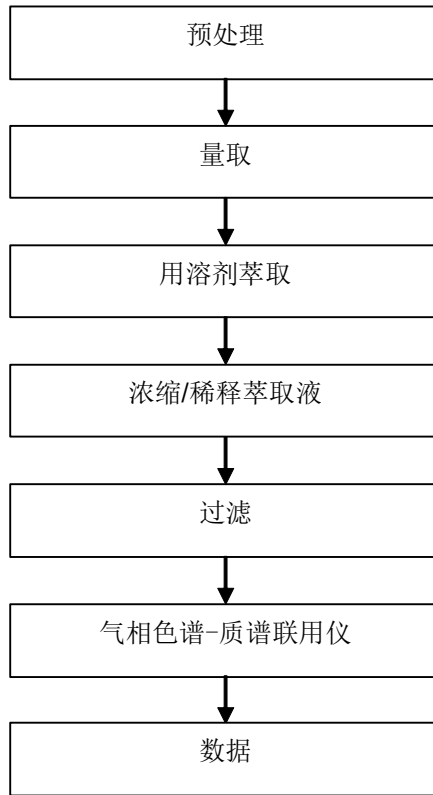 预处理
量取
用溶剂萃取
浓缩/稀释萃取液
过滤
气相色谱-质谱联用仪
数据